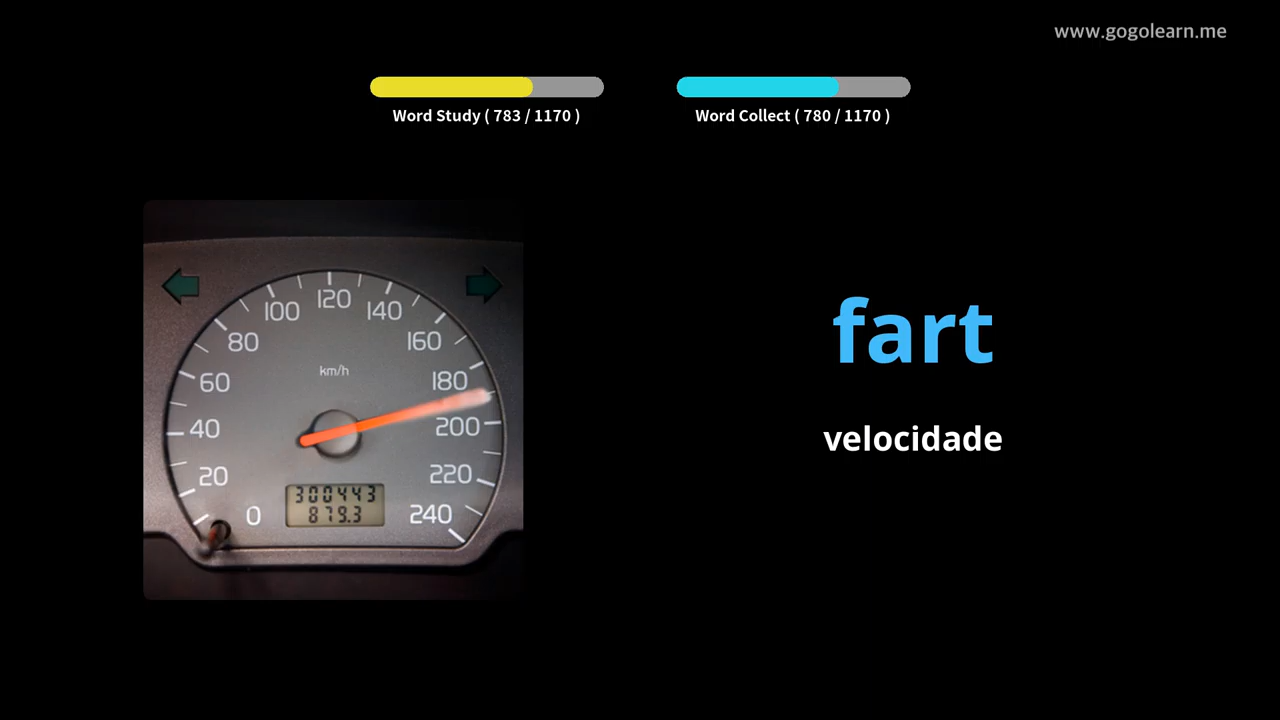 www.gogolearn.me
Word Study ( 783 / 1170 )
Word Collect ( 780 / 1170 )
120
100
140
80
160
km/h
60
180
40
200
20
220
300443
0
240
879.3
fart
velocidade